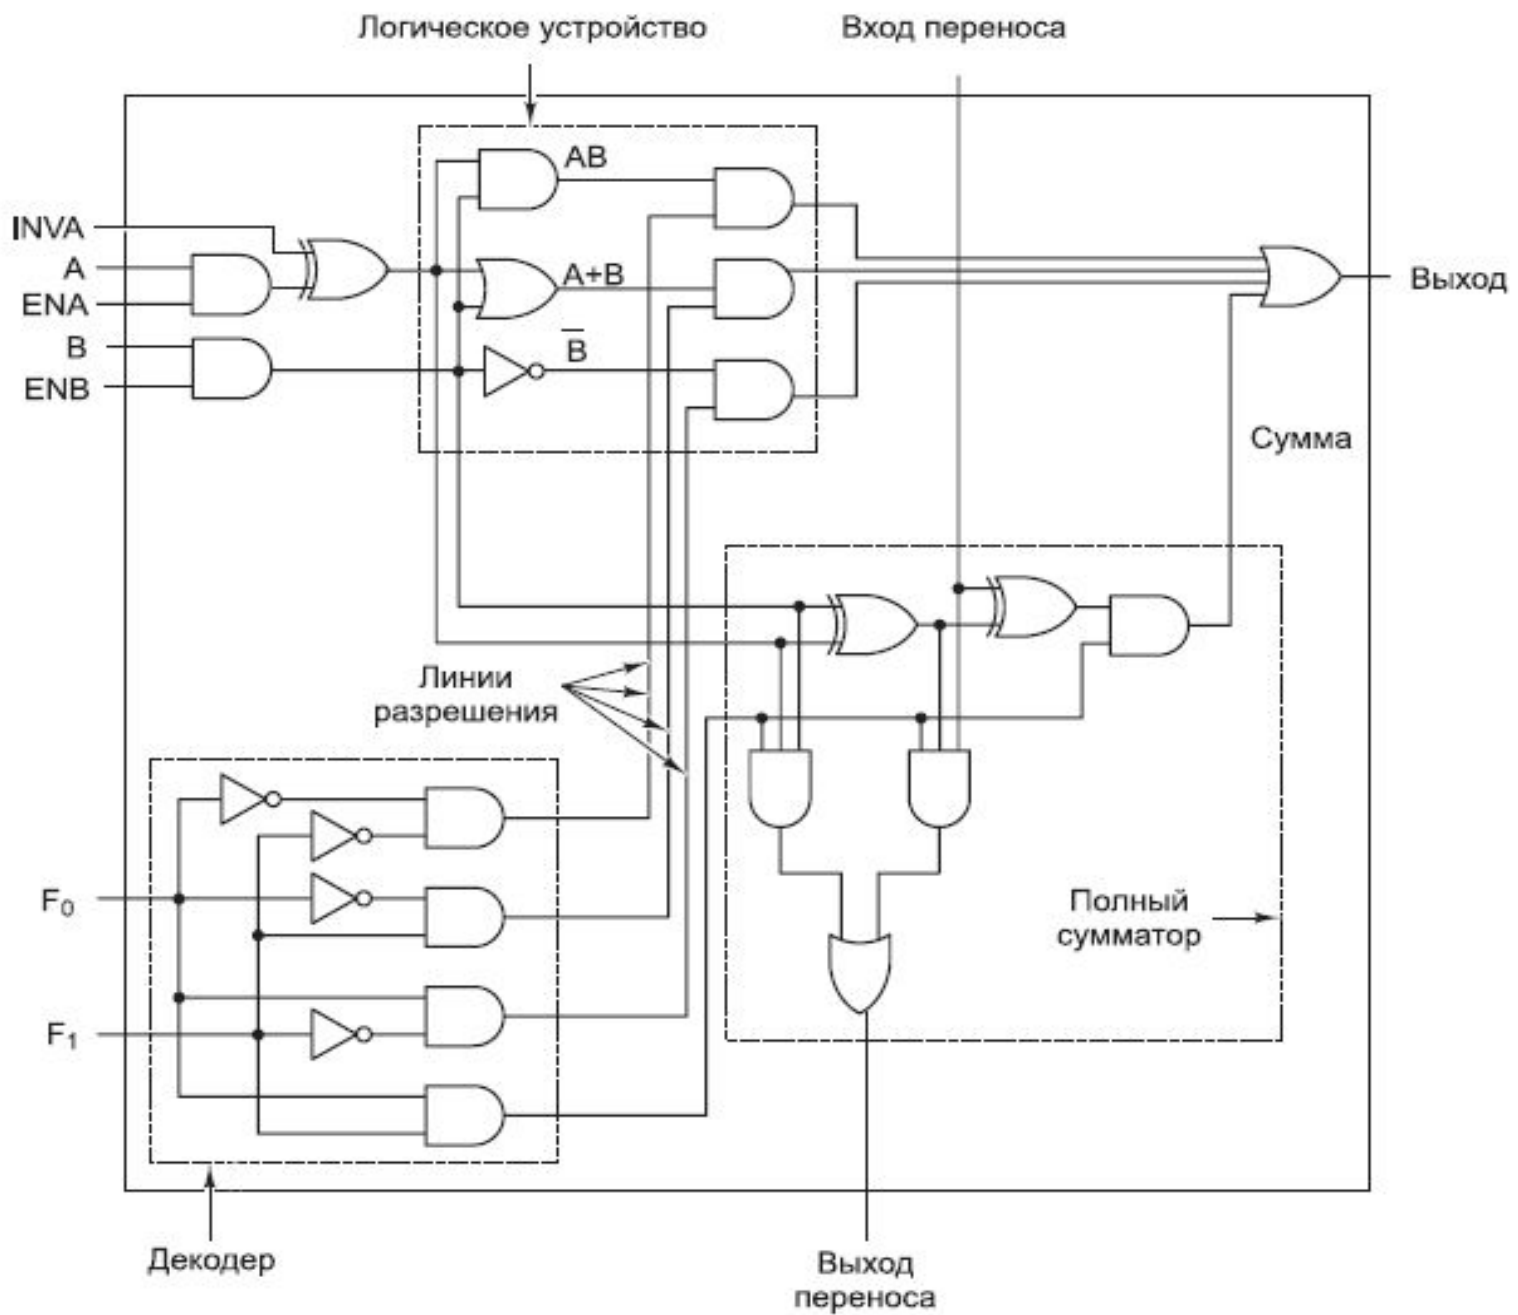 Логическое устройство
Вход переноса
AB
INVA
A
ENA
A+B
B
ENB
B̅
Выход
Сумма
Линии
разрешения
F₀
F₁
Полный
сумматор
Декодер
Выход
переноса